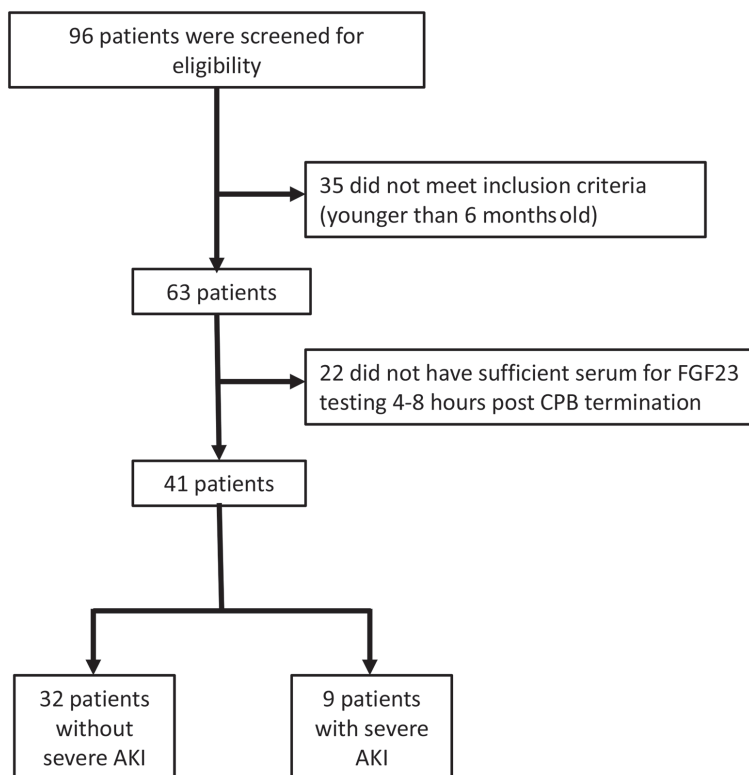 96 patients were screened for
eligibility
35 did not meet inclusion criteria
(younger than 6 months old)
63 patients
22 did not have sufficient serum for FGF23
testing 4-8 hours post CPB termination
41 patients
32 patients
without
severe AKI
9 patients
with severe
AKI